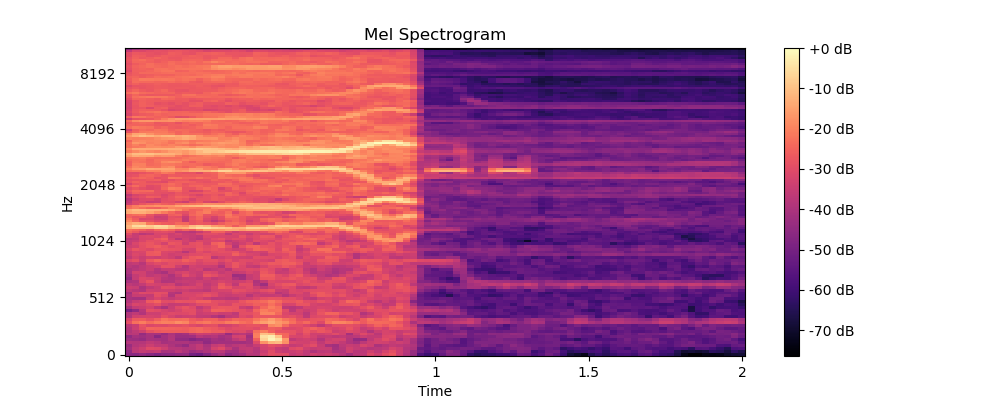 Mel Spectrogram
+0 dB
8192
-10 dB
4096
-20 dB
-30 dB
Hz
2048
-40 dB
1024
-50 dB
-60 dB
512
-70 dB
0
0 0.5 1 1.5 2
Time